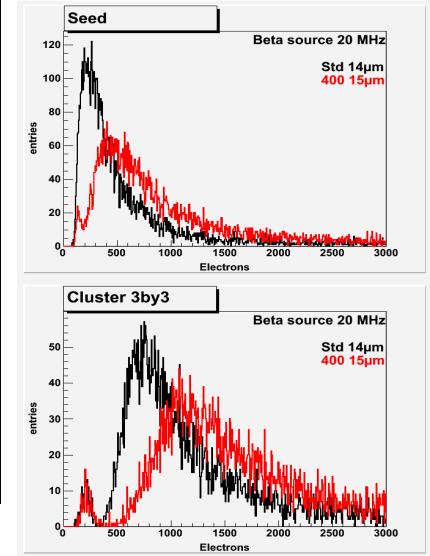 Seed
Beta source 20 MHz
Std 14µm
400 15µm
120
100
80
60
40
20
0
entries
0 500 1000 1500 2000 2500 3000
Electrons
Cluster 3by3
Beta source 20 MHz
Std 14µm
400 15µm
50
40
30
20
10
0
entries
0 500 1000 1500 2000 2500 3000
Electrons